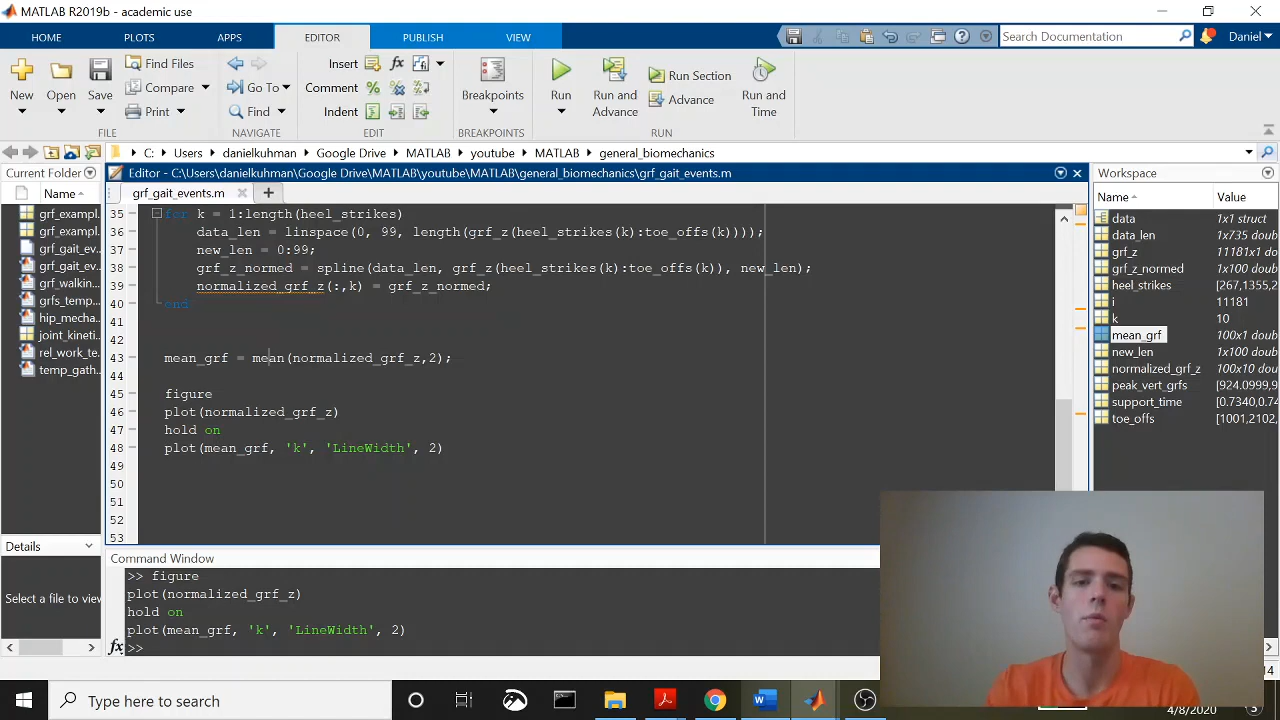 MATLAB R2019b - academic use
HOME PLOTS APPS EDITOR PUBLISH VIEW
Search Documentation
Daniel
New Open Save
Find Files
Compare
Print
Go To
Find
Insert
Comment
Indent
Breakpoints
Run
Run and Advance
Run Section
Advance
Run and Time
FILE NAVIGATE EDIT BREAKPOINTS RUN
C: Users danielkuhman Google Drive MATLAB youtube MATLAB general_biomechanics
Current Folder
Name
grf_exampl...
grf_exampl...
grf_gait_ev...
grf_walkin...
grfs_temp...
hip_mecha...
joint_kineti...
rel_work_te...
temp_gath...
Details
Select a file to view
Editor - C:\Users\danielkuhman\Google Drive\MATLAB\youtube\MATLAB\general_biomechanics\grf_gait_events.m
grf_gait_events.m
35 for k = 1:length(heel_strikes)
36 data_len = linspace(0, 99, length(grf_z(heel_strikes(k):toe_offs(k))));
37 new_len = 0:99;
38 grf_z_normed = spline(data_len, grf_z(heel_strikes(k):toe_offs(k)), new_len);
39 normalized_grf_z(:,k) = grf_z_normed;
40 end
41
42
43 mean_grf = mean(normalized_grf_z,2);
44
45 figure
46 plot(normalized_grf_z)
47 hold on
48 plot(mean_grf, 'k', 'LineWidth', 2)
49
50
51
52
53
Command Window
>> figure
plot(normalized_grf_z)
hold on
plot(mean_grf, 'k', 'LineWidth', 2)
fx >>
Workspace
Name Value
data 1x1 struct
data_len 1x735 double
grf_z 11181x1 d
grf_z_normed 1x100 doub
heel_strikes [267,1355,2
i 11181
k 10
mean_grf 100x1 doub
new_len 1x100 doub
normalized_grf_z 100x10 dou
peak_vert_grfs [924.0999,9
support_time [0.7340,0.74
toe_offs [1001,2102,
Type here to search
4/8/2020